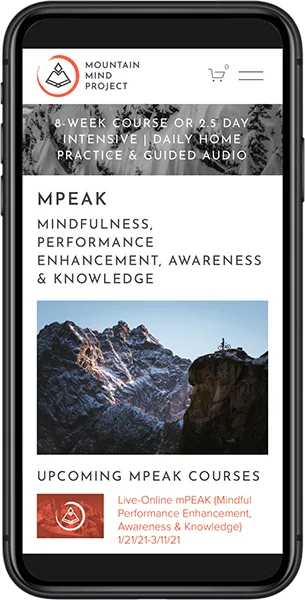 MOUNTAIN
MIND
PROJECT
0
8-WEEK COURSE OR 2.5 DAY
INTENSIVE | DAILY HOME
PRACTICE & GUIDED AUDIO
MPEAK
MINDFULNESS,
PERFORMANCE
ENHANCEMENT, AWARENESS
& KNOWLEDGE
UPCOMING MPEAK COURSES
Live-Online mPEAK (Mindful
Performance Enhancement,
Awareness & Knowledge)
1/21/21-3/11/21